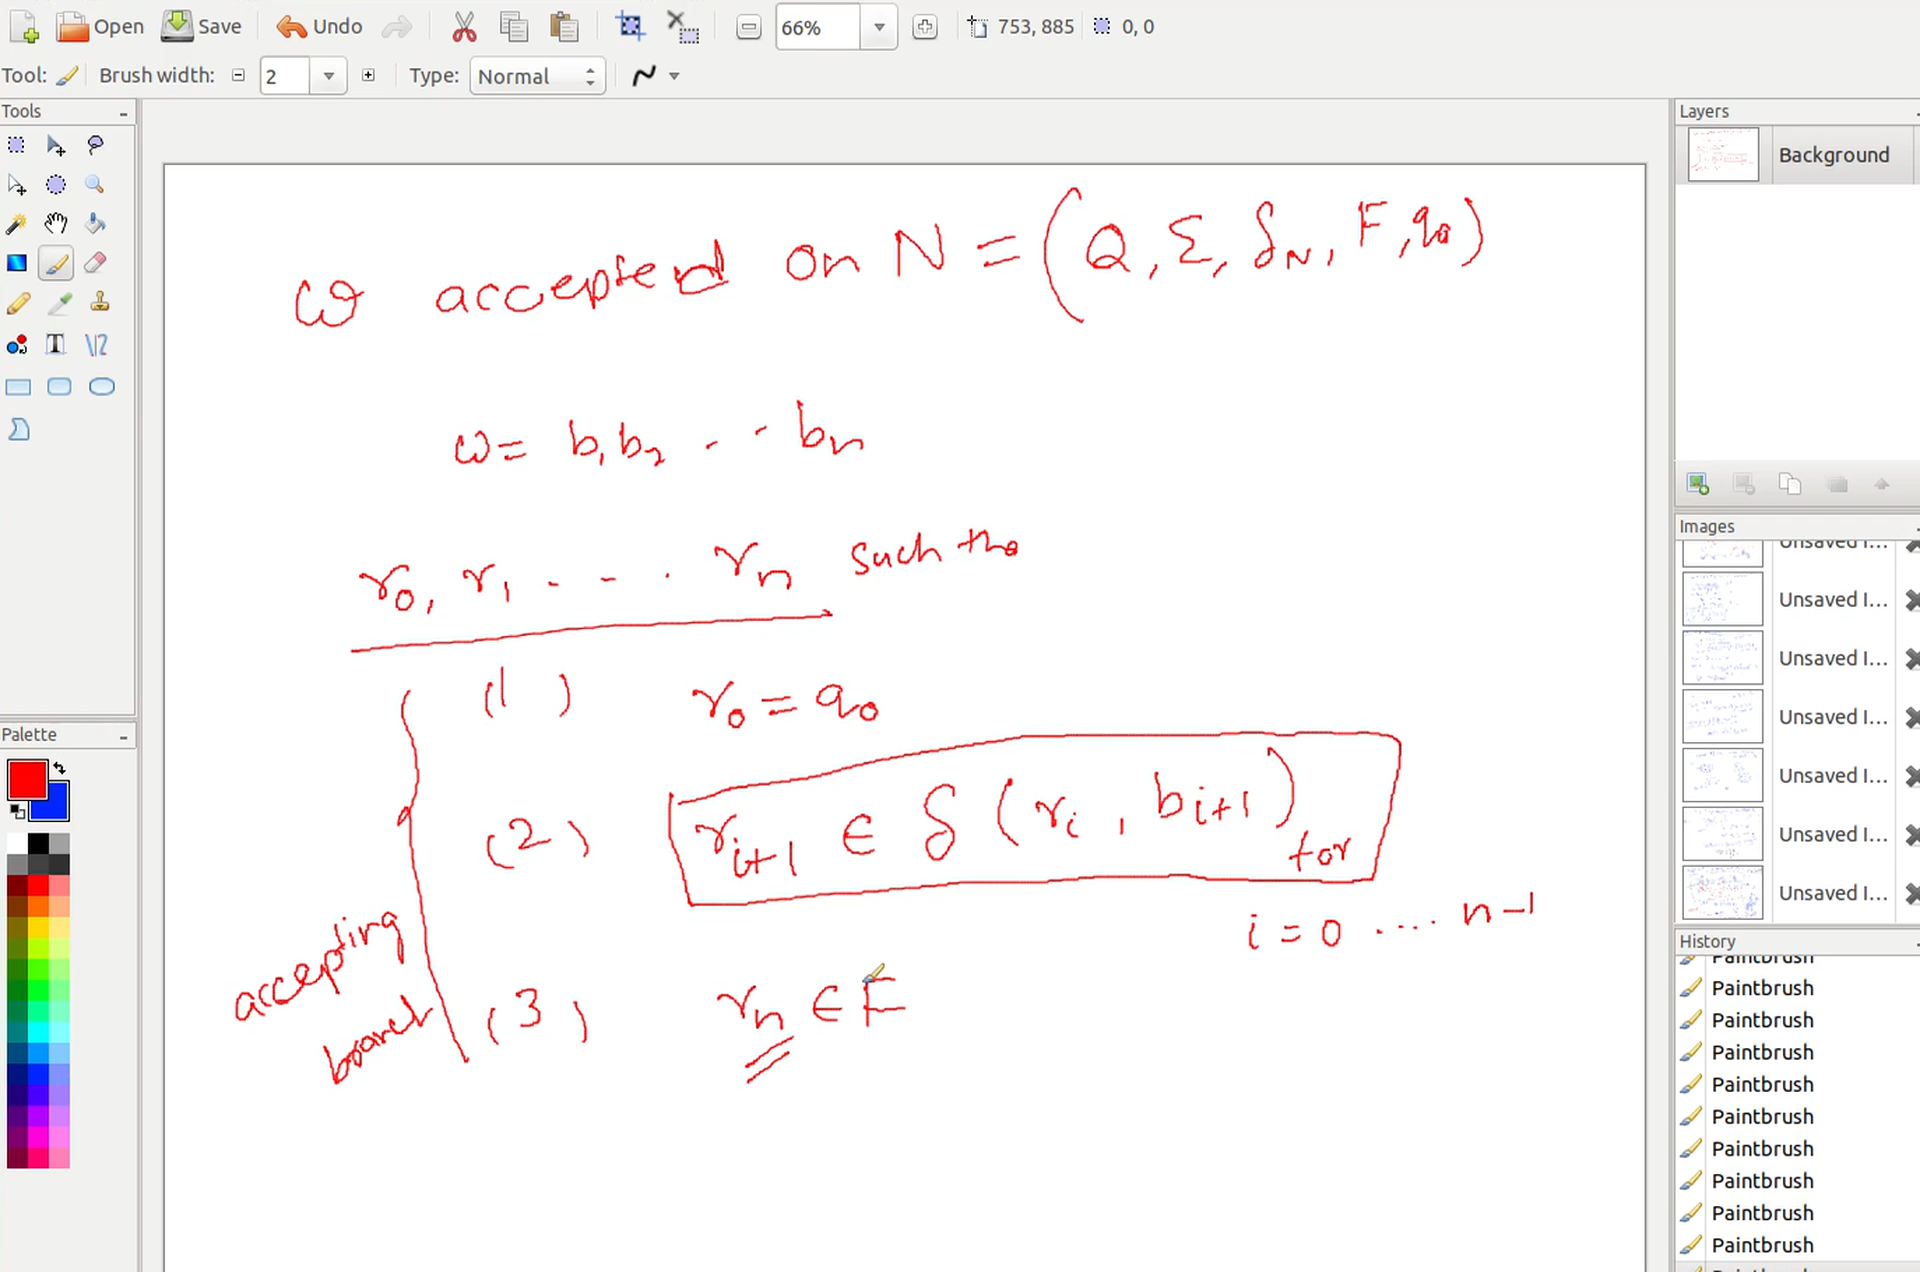 Open Save Undo 66% 753, 885 0, 0
Tool: Brush width: 2 Type: Normal
Tools
Layers
Background
ω accepted on N = (Q, Σ, δN, F, q0)
ω = b1 b2 . . bn
r0, r1 . . . . rn such tha
(1) r0 = q0
(2) ri+1 ∈ δ (ri , bi+1) for
i = 0 .... n-1
(3) rn ∈ F
accepting
branch
Palette
Images
Unsaved I...
Unsaved I...
Unsaved I...
Unsaved I...
Unsaved I...
Unsaved I...
Unsaved I...
History
Paintbrush
Paintbrush
Paintbrush
Paintbrush
Paintbrush
Paintbrush
Paintbrush
Paintbrush
Paintbrush
Paintbrush